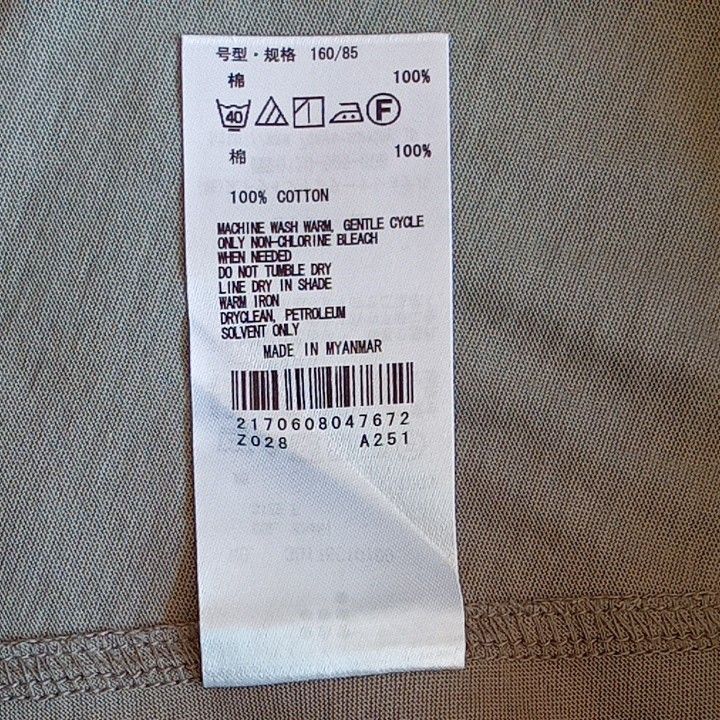 号型·规格 160/85
棉 100%
40 F
棉 100%
100% COTTON
MACHINE WASH WARM, GENTLE CYCLE
ONLY NON-CHLORINE BLEACH
WHEN NEEDED
DO NOT TUMBLE DRY
LINE DRY IN SHADE
WARM IRON
DRYCLEAN, PETROLEUM
SOLVENT ONLY
MADE IN MYANMAR
2170608047672
Z028 A251